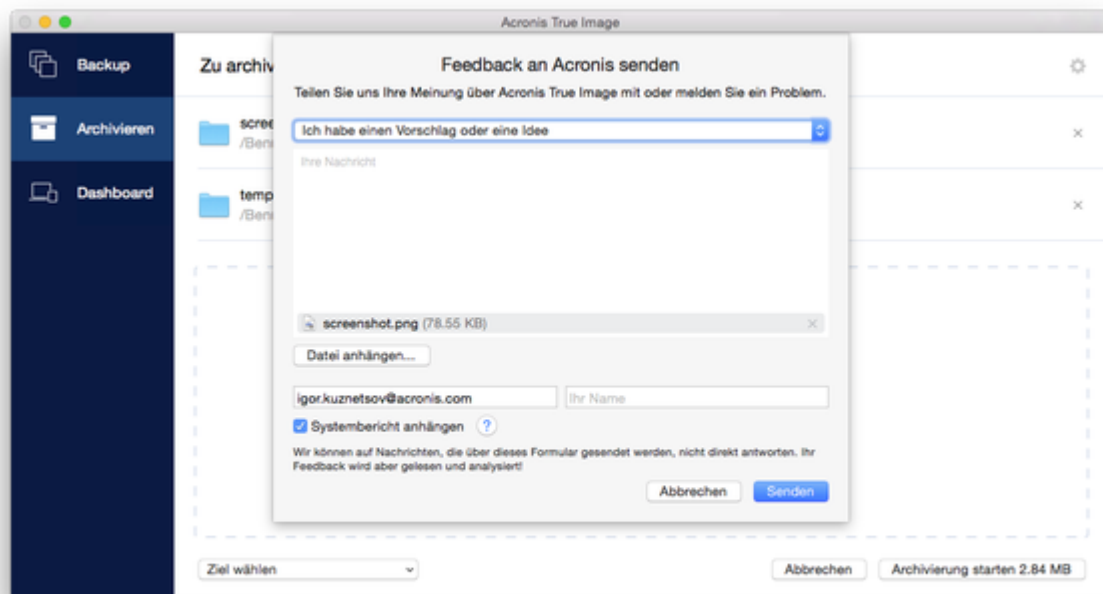 Acronis True Image
Backup
Archivieren
Dashboard
Zu archiv
scree
/Ben
temp
/Ben
Feedback an Acronis senden
Teilen Sie uns Ihre Meinung über Acronis True Image mit oder melden Sie ein Problem.
Ich habe einen Vorschlag oder eine Idee
Ihre Nachricht
screenshot.png (78.55 KB)
Datei anhängen...
igor.kuznetsov@acronis.com
Ihr Name
Systembericht anhängen ?
Wir können auf Nachrichten, die über dieses Formular gesendet werden, nicht direkt antworten. Ihr
Feedback wird aber gelesen und analysiert!
Abbrechen Senden
Ziel wählen
Abbrechen Archivierung starten 2.84 MB